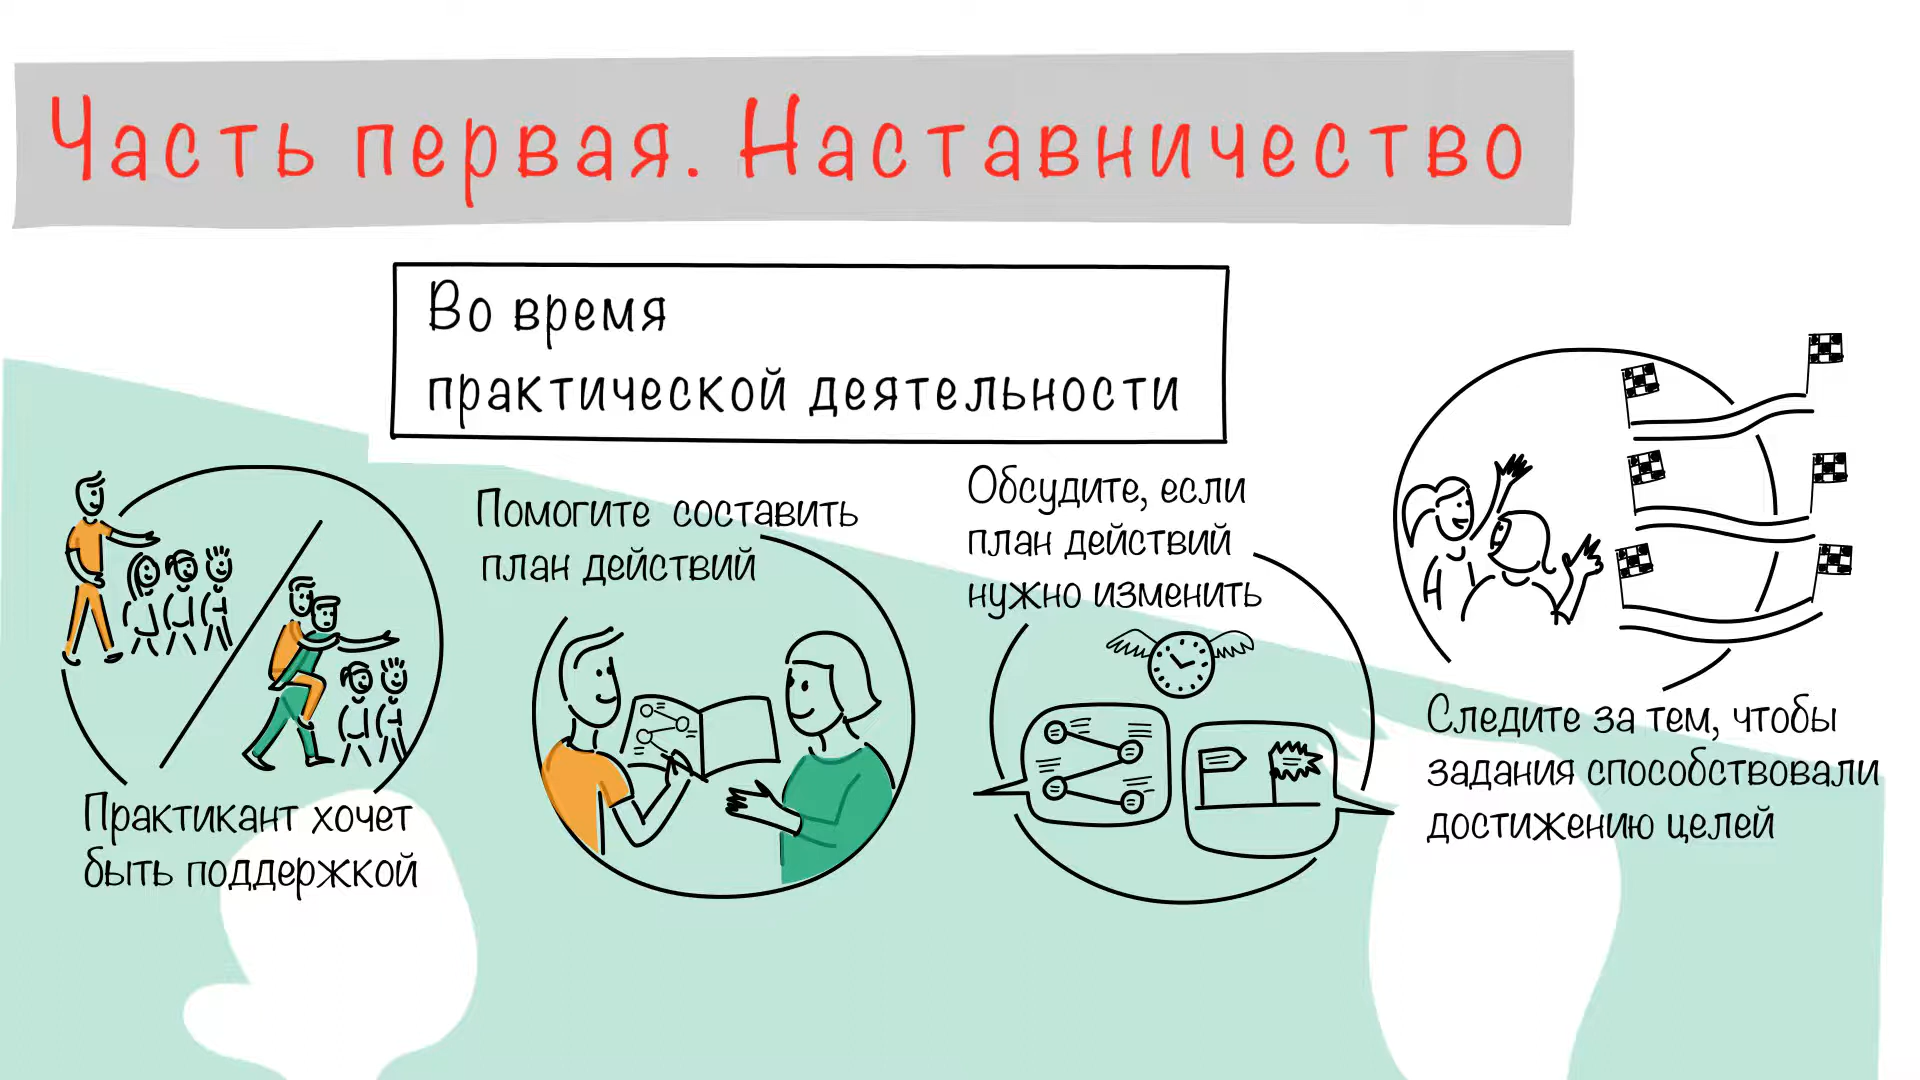 Часть первая. Наставничество
Во время
практической деятельности
Практикант хочет
быть поддержкой
Помогите составить
план действий
Обсудите, если
план действий
нужно изменить
Следите за тем, чтобы
задания способствовали
достижению целей